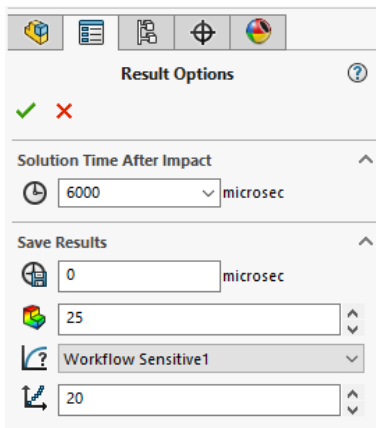 Result Options
?
Solution Time After Impact
6000 microsec
Save Results
0 microsec
25
? Workflow Sensitive1
20